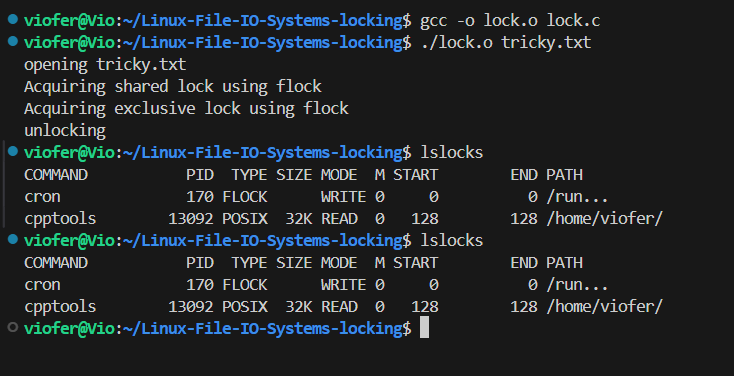 viofer@Vio:~/Linux-File-IO-Systems-locking$ gcc -o lock.o lock.c
viofer@Vio:~/Linux-File-IO-Systems-locking$ ./lock.o tricky.txt
opening tricky.txt
Acquiring shared lock using flock
Acquiring exclusive lock using flock
unlocking
viofer@Vio:~/Linux-File-IO-Systems-locking$ lslocks
COMMAND           PID  TYPE SIZE MODE  M START        END PATH
cron              170 FLOCK      WRITE 0     0          0 /run...
cpptools        13092 POSIX  32K READ  0   128        128 /home/viofer/
viofer@Vio:~/Linux-File-IO-Systems-locking$ lslocks
COMMAND           PID  TYPE SIZE MODE  M START        END PATH
cron              170 FLOCK      WRITE 0     0          0 /run...
cpptools        13092 POSIX  32K READ  0   128        128 /home/viofer/
viofer@Vio:~/Linux-File-IO-Systems-locking$